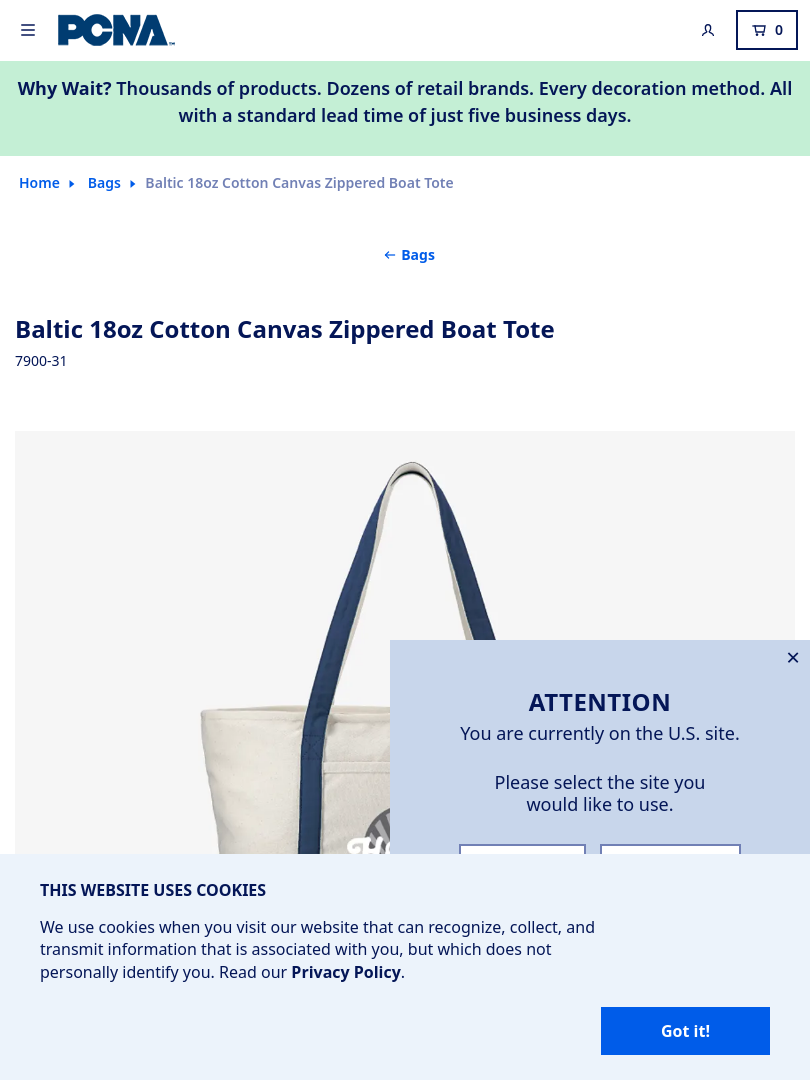 PCNA™
0
Why Wait? Thousands of products. Dozens of retail brands. Every decoration method. All
with a standard lead time of just five business days.
Home
Bags
Baltic 18oz Cotton Canvas Zippered Boat Tote
Bags
Baltic 18oz Cotton Canvas Zippered Boat Tote
7900-31
ATTENTION
You are currently on the U.S. site.
Please select the site you
would like to use.
THIS WEBSITE USES COOKIES
We use cookies when you visit our website that can recognize, collect, and
transmit information that is associated with you, but which does not
personally identify you. Read our Privacy Policy.
Got it!